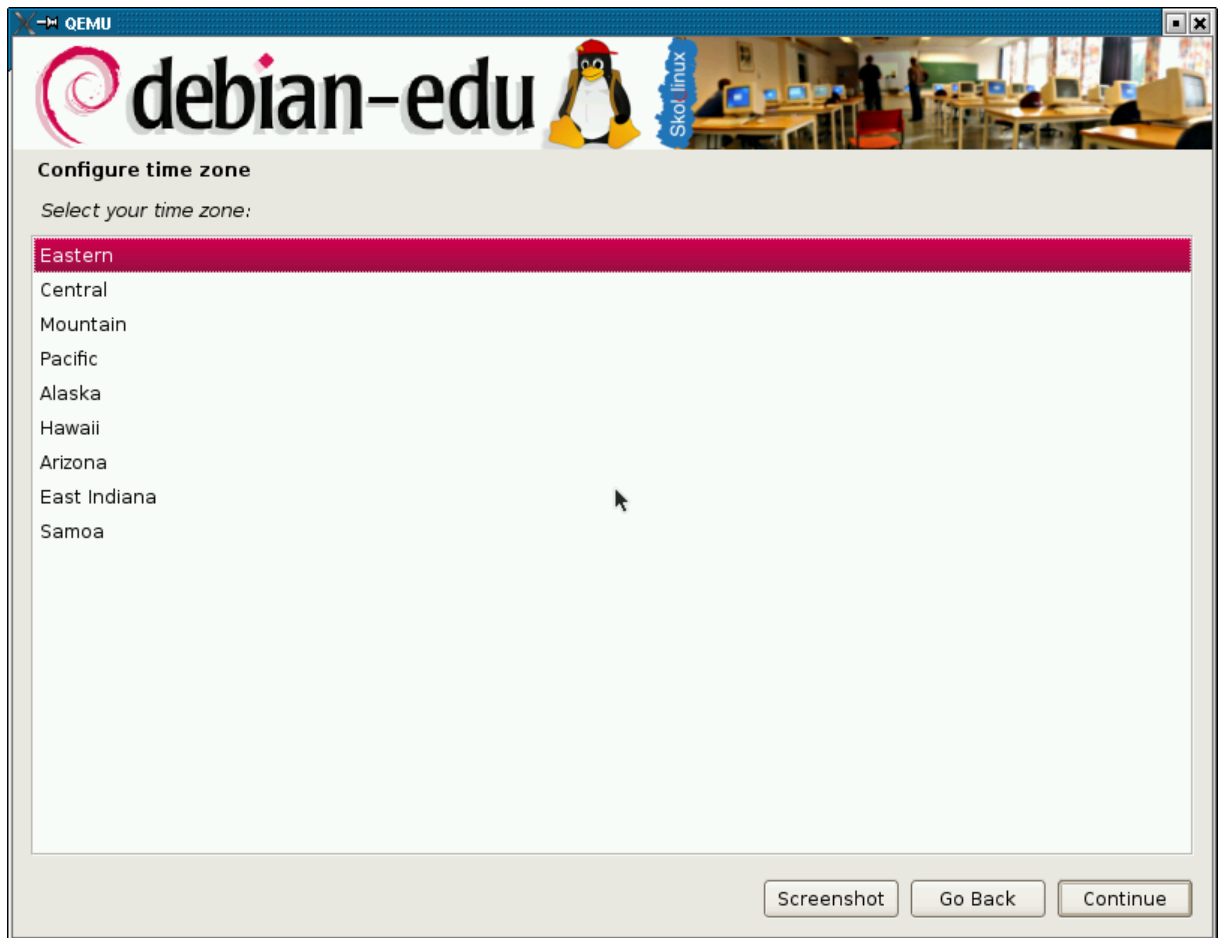 QEMU
debian-edu
Skolelinux
Configure time zone
Select your time zone:
Eastern
Central
Mountain
Pacific
Alaska
Hawaii
Arizona
East Indiana
Samoa
Screenshot
Go Back
Continue